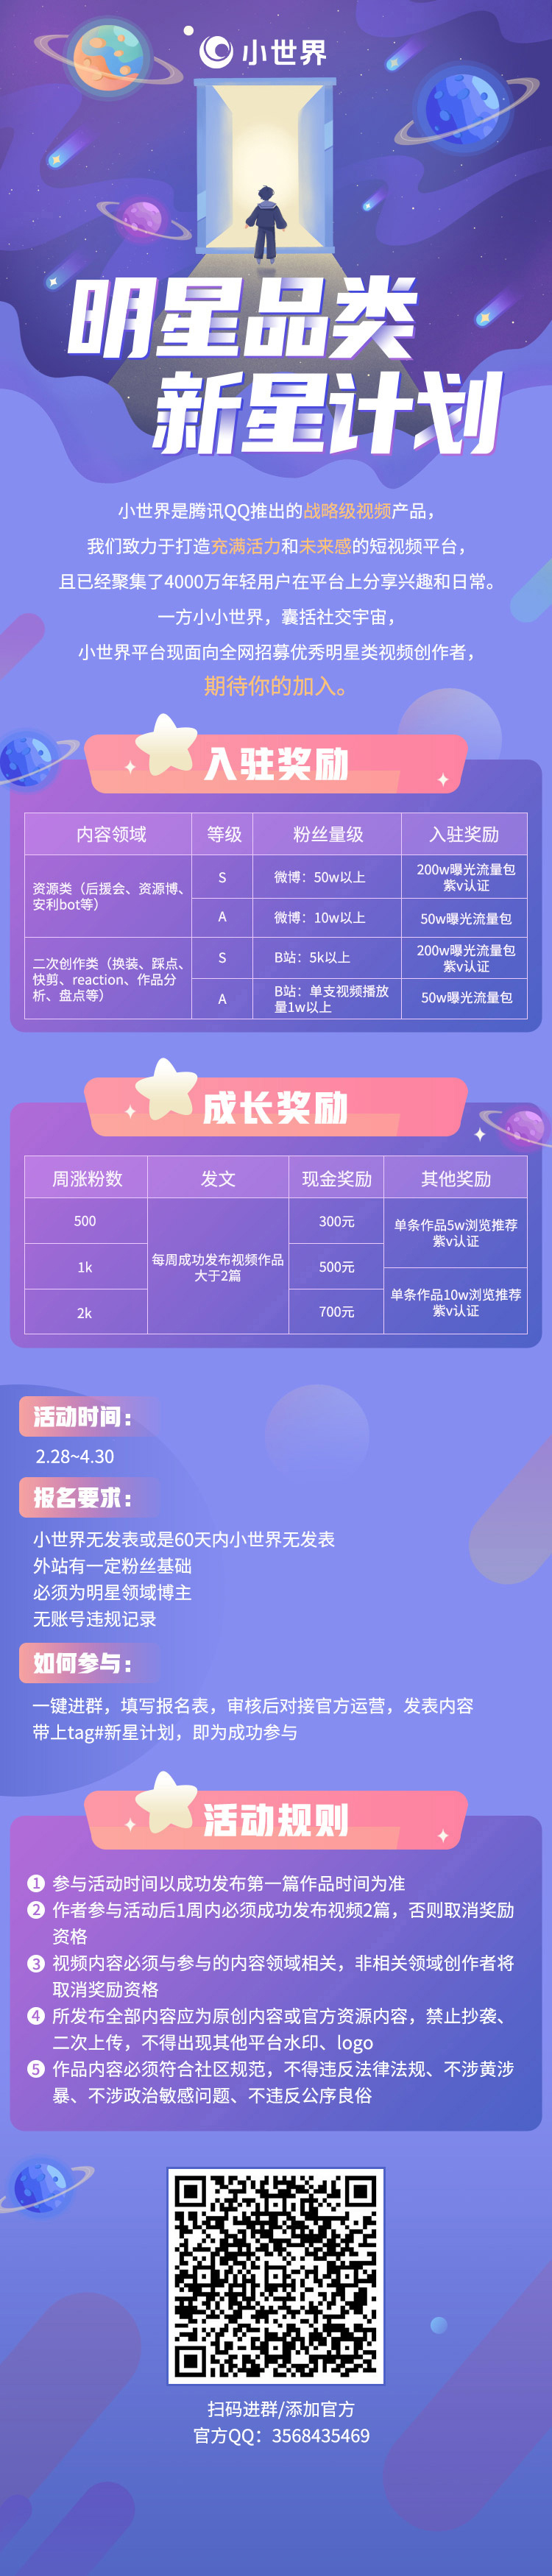 小世界
明星品类
新星计划
小世界是腾讯QQ推出的战略级视频产品，
我们致力于打造充满活力和未来感的短视频平台，
且已经聚集了4000万年轻用户在平台上分享兴趣和日常。
一方小小世界，囊括社交宇宙，
小世界平台现面向全网招募优秀明星类视频创作者，
期待你的加入。
入驻奖励
内容领域 等级 粉丝量级 入驻奖励
资源类（后援会、资源博、
安利bot等）
S 微博：50w以上 200w曝光流量包
紫v认证
A 微博：10w以上 50w曝光流量包
二次创作类（换装、踩点、
快剪、reaction、作品分
析、盘点等）
S B站：5k以上 200w曝光流量包
紫v认证
A B站：单支视频播放
量1w以上
50w曝光流量包
成长奖励
周涨粉数 发文 现金奖励 其他奖励
500 300元
单条作品5w浏览推荐
紫v认证
每周成功发布视频作品
大于2篇
1k 500元
单条作品10w浏览推荐
紫v认证
2k 700元
活动时间：
2.28~4.30
报名要求：
小世界无发表或是60天内小世界无发表
外站有一定粉丝基础
必须为明星领域博主
无账号违规记录
如何参与：
一键进群，填写报名表，审核后对接官方运营，发表内容
带上tag#新星计划，即为成功参与
活动规则
1 参与活动时间以成功发布第一篇作品时间为准
2 作者参与活动后1周内必须成功发布视频2篇，否则取消奖励
资格
3 视频内容必须与参与的内容领域相关，非相关领域创作者将
取消奖励资格
4 所发布全部内容应为原创内容或官方资源内容，禁止抄袭、
二次上传，不得出现其他平台水印、logo
5 作品内容必须符合社区规范，不得违反法律法规、不涉黄涉
暴、不涉政治敏感问题、不违反公序良俗
扫码进群/添加官方
官方QQ：3568435469